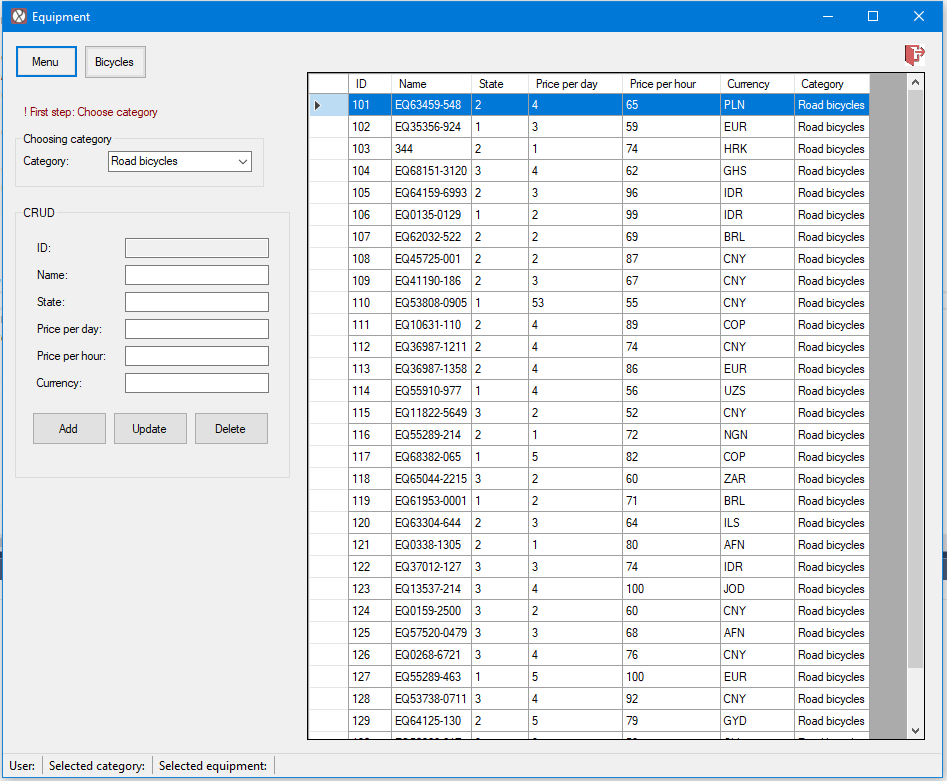 Equipment
Menu Bicycles
! First step: Choose category
Choosing category
Category: Road bicycles
CRUD
ID:
Name:
State:
Price per day:
Price per hour:
Currency:
Add Update Delete
ID Name State Price per day Price per hour Currency Category
101 EQ63459-548 2 4 65 PLN Road bicycles
102 EQ35356-924 1 3 59 EUR Road bicycles
103 344 2 1 74 HRK Road bicycles
104 EQ68151-3120 3 4 62 GHS Road bicycles
105 EQ64159-6993 2 3 96 IDR Road bicycles
106 EQ0135-0129 1 2 99 IDR Road bicycles
107 EQ62032-522 2 2 69 BRL Road bicycles
108 EQ45725-001 2 2 87 CNY Road bicycles
109 EQ41190-186 2 3 67 CNY Road bicycles
110 EQ53808-0905 1 53 55 CNY Road bicycles
111 EQ10631-110 2 4 89 COP Road bicycles
112 EQ36987-1211 2 4 74 CNY Road bicycles
113 EQ36987-1358 2 4 86 EUR Road bicycles
114 EQ55910-977 1 4 56 UZS Road bicycles
115 EQ11822-5649 3 2 52 CNY Road bicycles
116 EQ55289-214 2 1 72 NGN Road bicycles
117 EQ68382-065 1 5 82 COP Road bicycles
118 EQ65044-2215 3 2 60 ZAR Road bicycles
119 EQ61953-0001 1 2 71 BRL Road bicycles
120 EQ63304-644 2 3 64 ILS Road bicycles
121 EQ0338-1305 2 1 80 AFN Road bicycles
122 EQ37012-127 3 3 74 IDR Road bicycles
123 EQ13537-214 3 4 100 JOD Road bicycles
124 EQ0159-2500 3 2 60 CNY Road bicycles
125 EQ57520-0479 3 3 68 AFN Road bicycles
126 EQ0268-6721 3 4 76 CNY Road bicycles
127 EQ55289-463 1 5 100 EUR Road bicycles
128 EQ53738-0711 3 4 92 CNY Road bicycles
129 EQ64125-130 2 5 79 GYD Road bicycles
User: Selected category: Selected equipment: